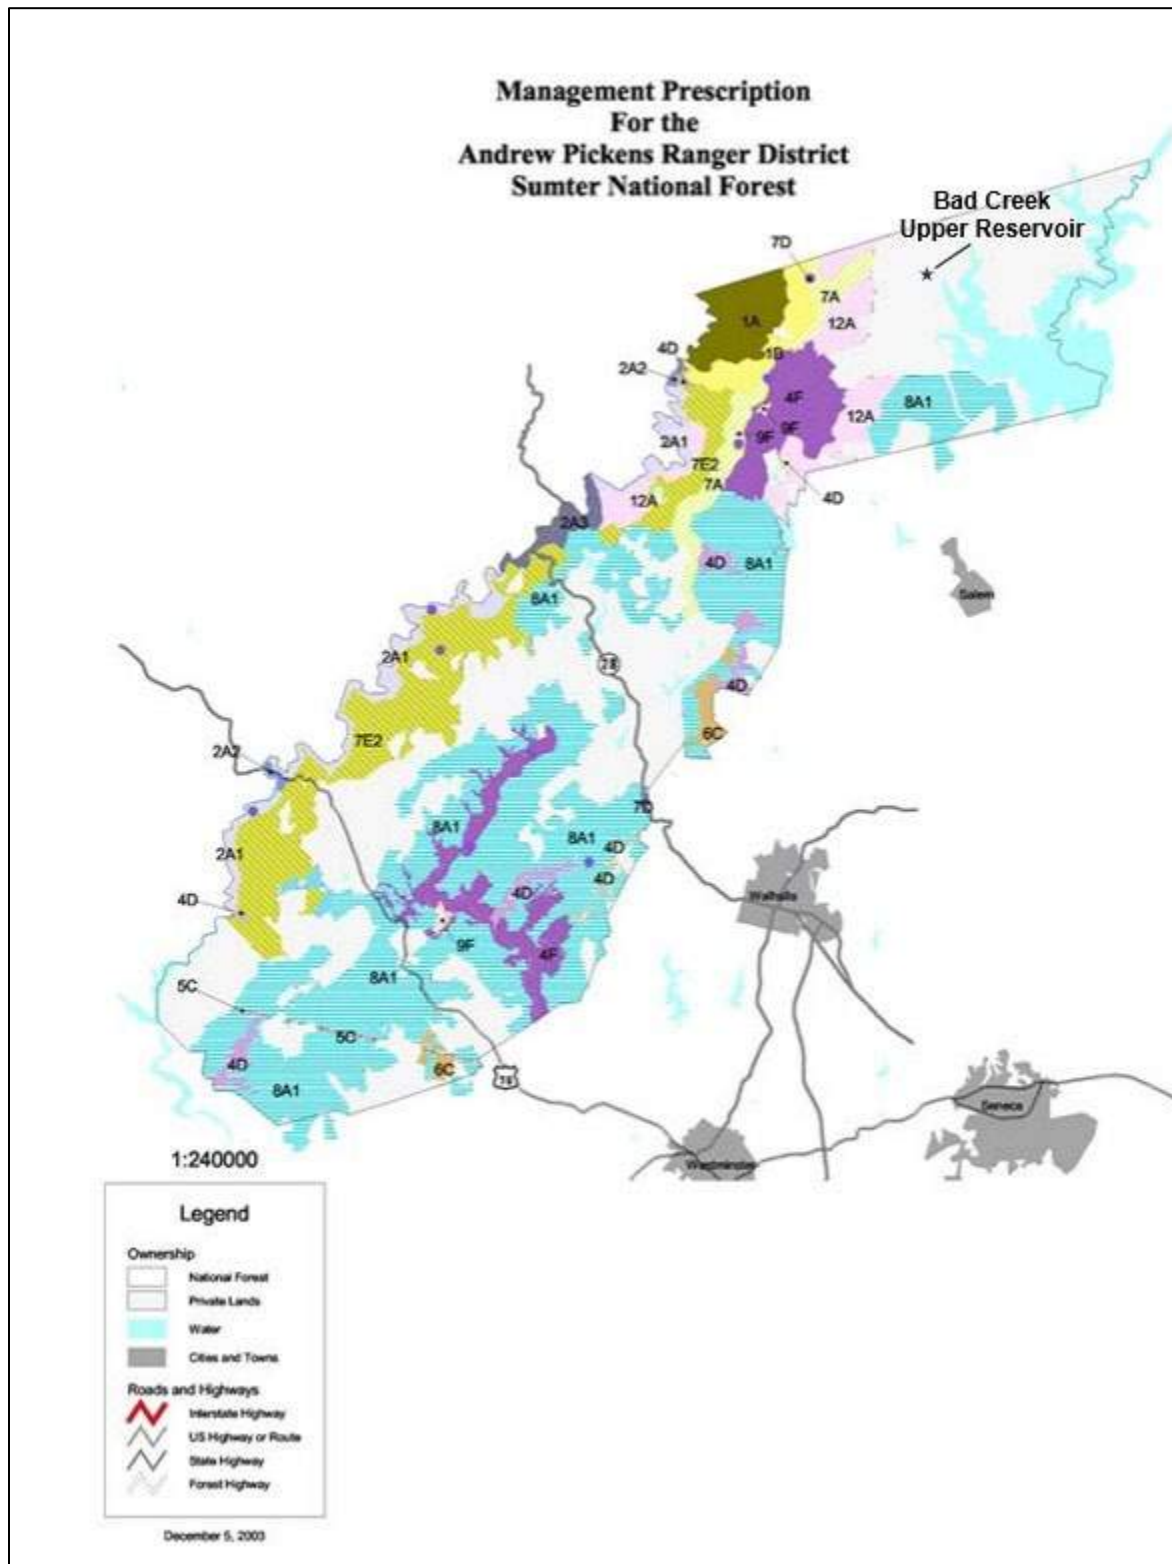 Management Prescription
For the
Andrew Pickens Ranger District
Sumter National Forest
Bad Creek
Upper Reservoir
7D
7A
12A
1A
1B
4D
2A2
4F
12A
8A1
9F
9F
2A1
7E2
7A
4D
12A
2A3
4D
8A1
Salem
8A1
2A1
28
4D
6C
7E2
2A2
7D
8A1
8A1
4D
2A1
4D
4D
Walhalla
4D
9F
4F
8A1
5C
5C
4D
6C
8A1
76
Seneca
Westminster
1:240000
Legend
Ownership
National Forest
Private Lands
Water
Cities and Towns
Roads and Highways
Interstate Highway
US Highway or Route
State Highway
Forest Highway
December 5, 2003